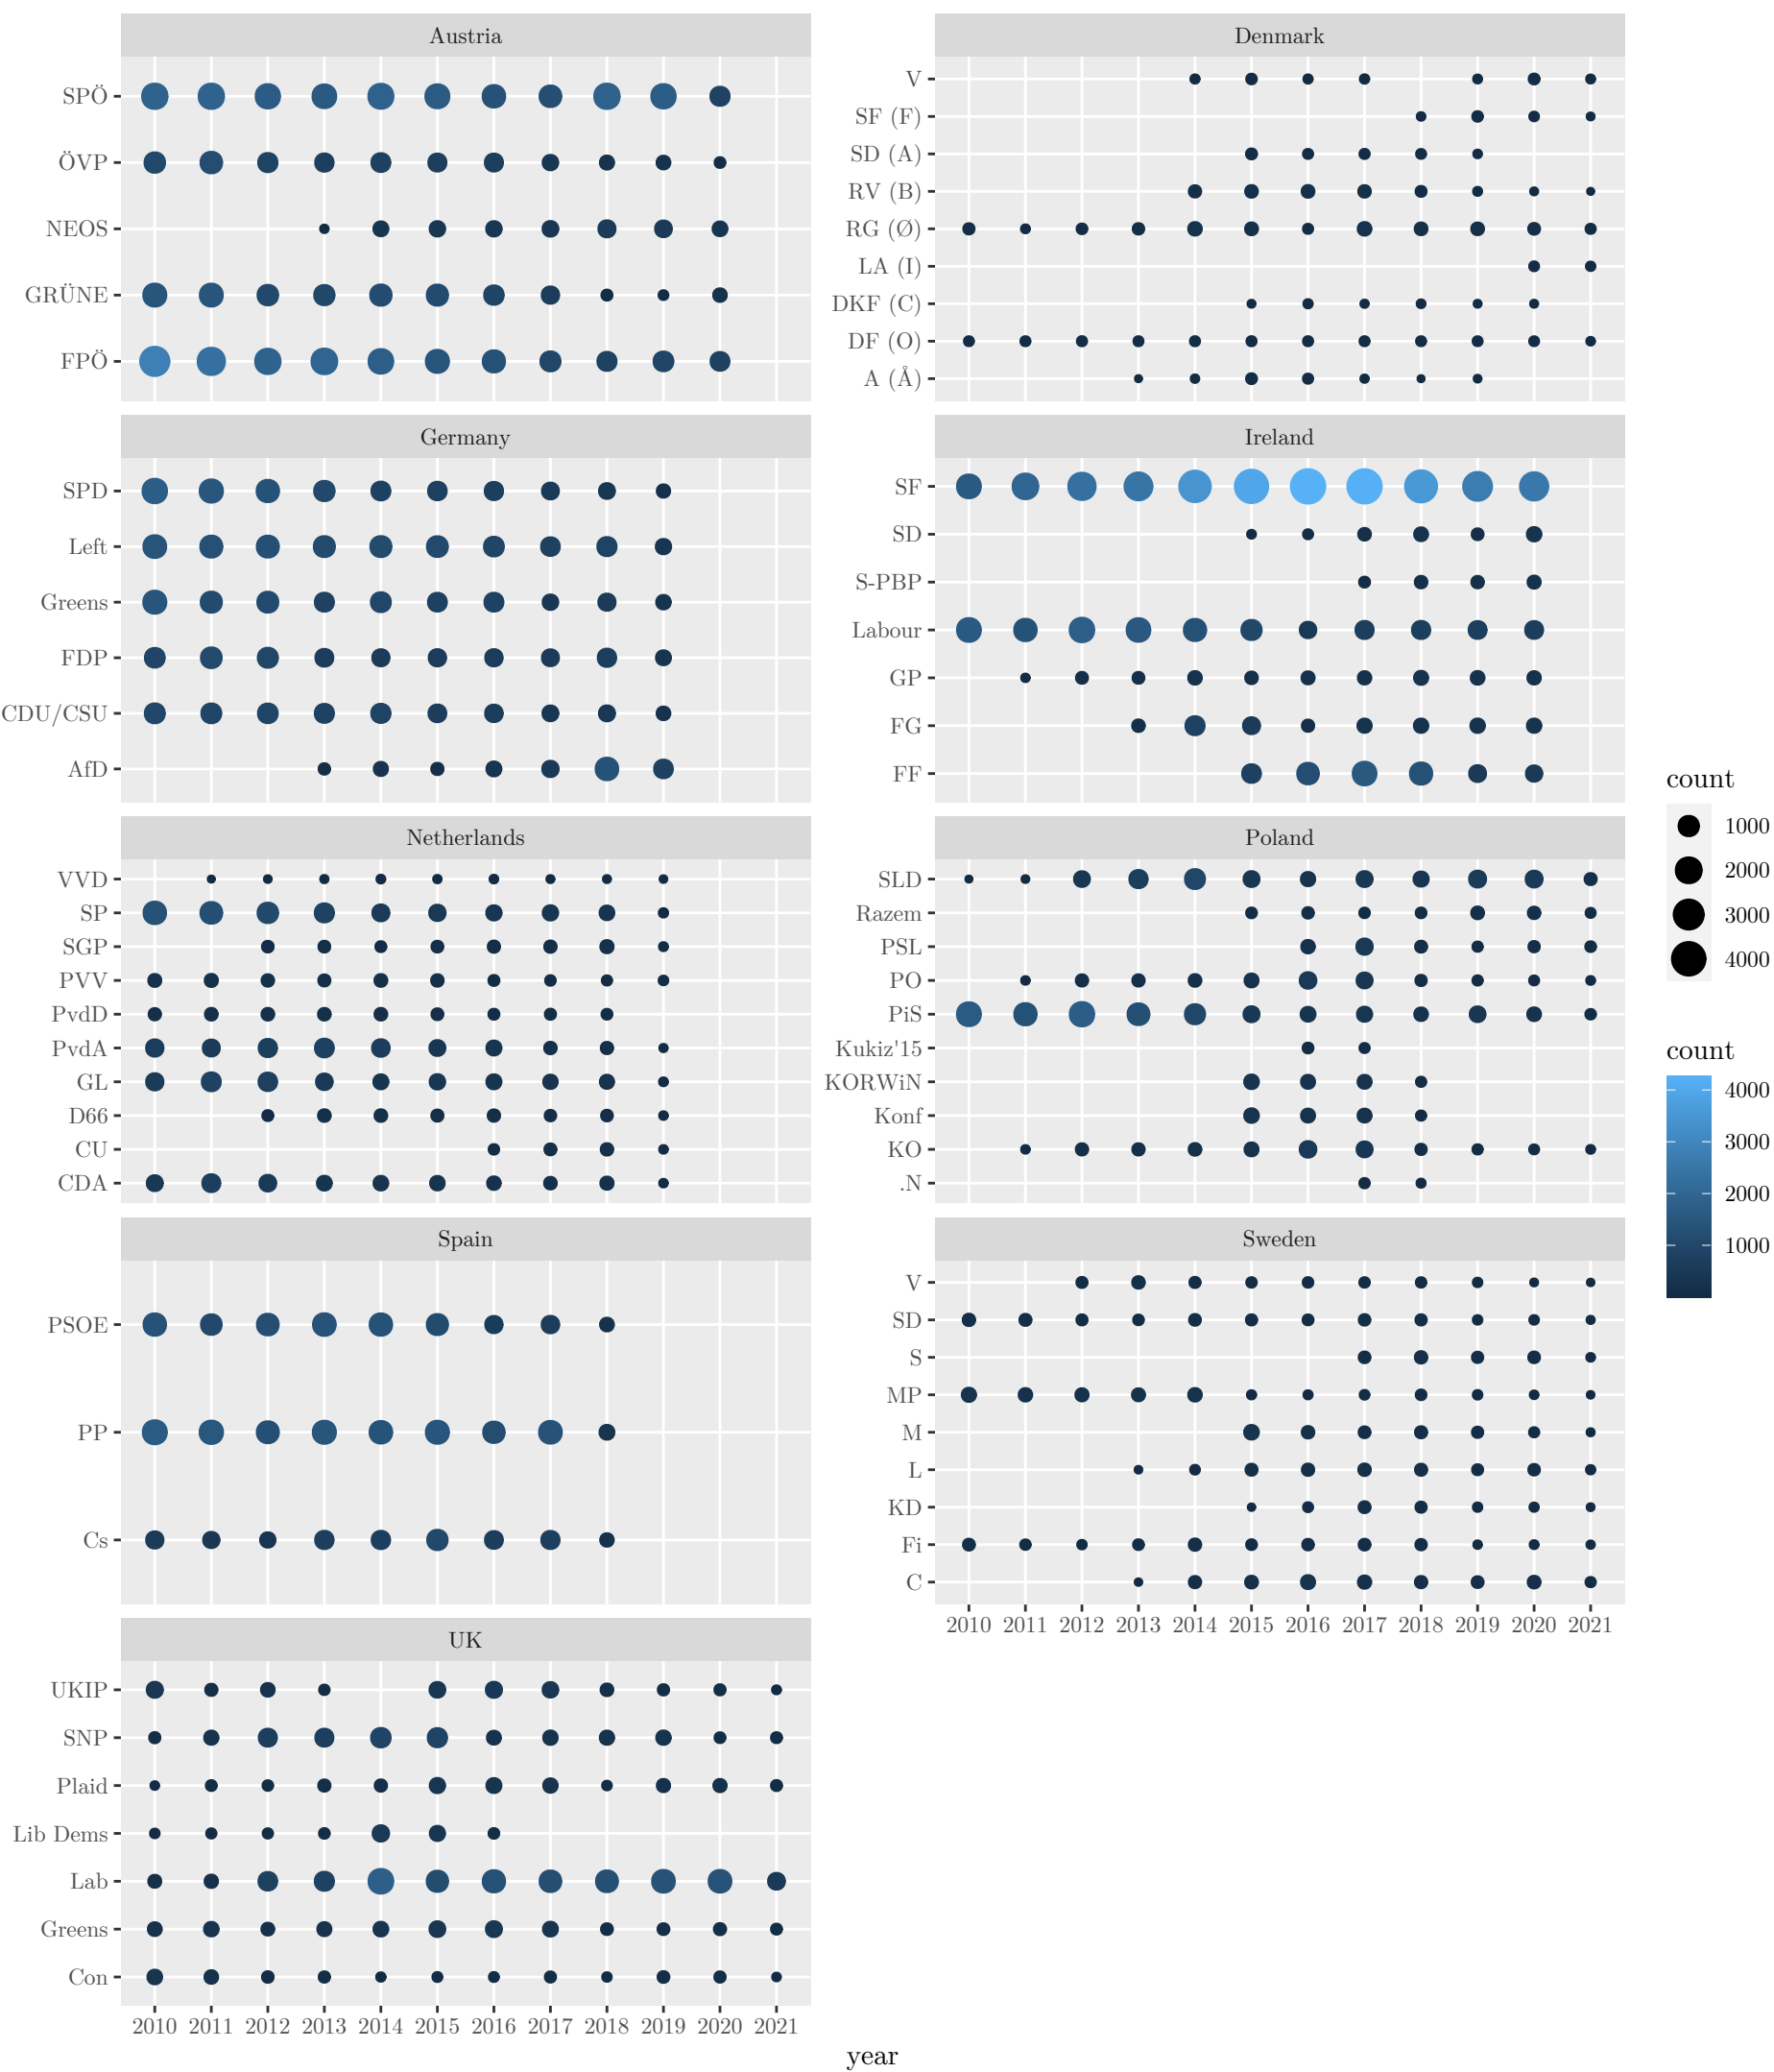 Austria
SPÖ
ÖVP
NEOS
GRÜNE
FPÖ
Denmark
V
SF (F)
SD (A)
RV (B)
RG (Ø)
LA (I)
DKF (C)
DF (O)
A (Å)
Germany
SPD
Left
Greens
FDP
CDU/CSU
AfD
Ireland
SF
SD
S-PBP
Labour
GP
FG
FF
Netherlands
VVD
SP
SGP
PVV
PvdD
PvdA
GL
D66
CU
CDA
Poland
SLD
Razem
PSL
PO
PiS
Kukiz'15
KORWiN
Konf
KO
.N
Spain
PSOE
PP
Cs
Sweden
V
SD
S
MP
M
L
KD
Fi
C
2010 2011 2012 2013 2014 2015 2016 2017 2018 2019 2020 2021
UK
UKIP
SNP
Plaid
Lib Dems
Lab
Greens
Con
2010 2011 2012 2013 2014 2015 2016 2017 2018 2019 2020 2021
year
count
1000
2000
3000
4000
count
4000
3000
2000
1000